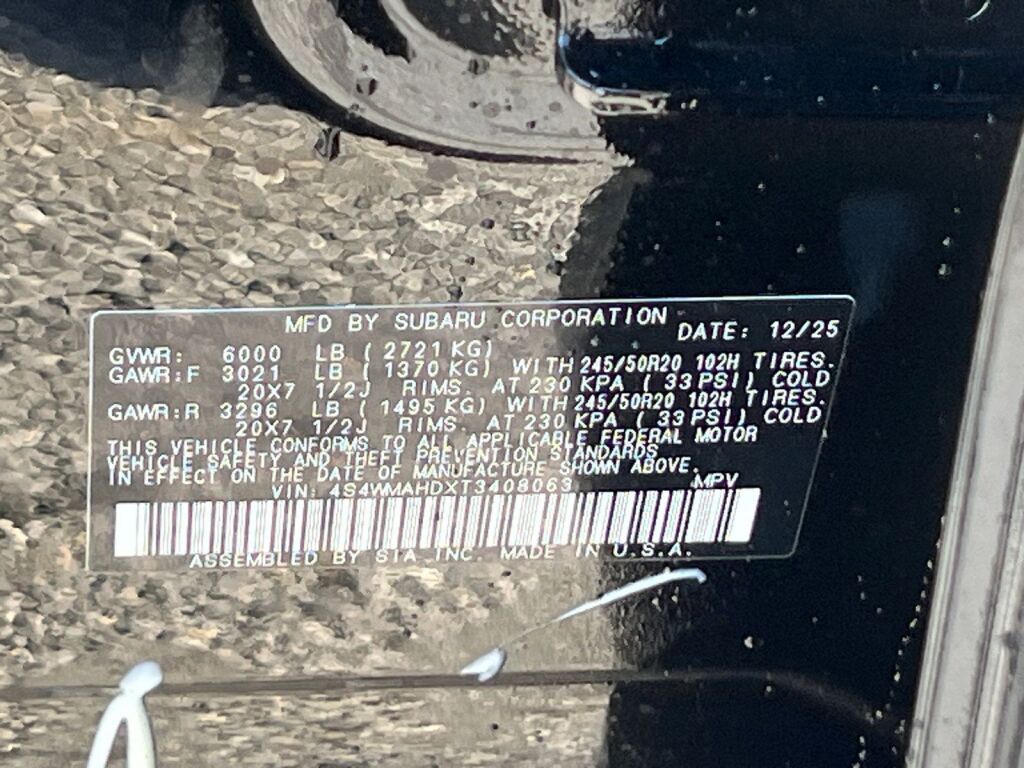 MFD BY SUBARU CORPORATION DATE: 12/25
GVWR: 6000 LB ( 2721 KG)
GAWR:F 3021 LB ( 1370 KG) WITH 245/50R20 102H TIRES.
20X7 1/2J RIMS. AT 230 KPA ( 33 PSI) COLD
GAWR:R 3296 LB ( 1495 KG) WITH 245/50R20 102H TIRES.
20X7 1/2J RIMS. AT 230 KPA ( 33 PSI) COLD
THIS VEHICLE CONFORMS TO ALL APPLICABLE FEDERAL MOTOR
VEHICLE SAFETY AND THEFT PREVENTION STANDARDS
IN EFFECT ON THE DATE OF MANUFACTURE SHOWN ABOVE.
VIN: 4S4WMAHDXT3408063 MPV
ASSEMBLED BY SIA INC. MADE IN U.S.A.